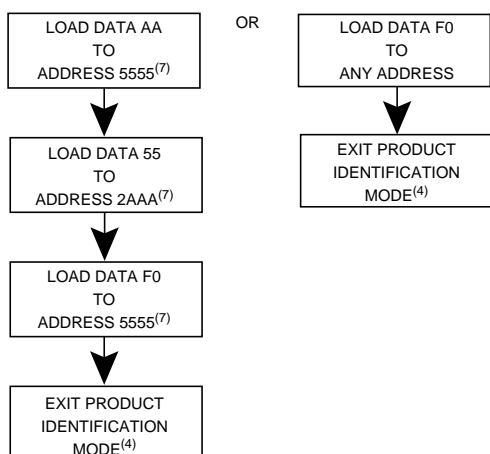 LOAD DATA AA
TO
ADDRESS 5555(7)
LOAD DATA 55
TO
ADDRESS 2AAA(7)
LOAD DATA F0
TO
ADDRESS 5555(7)
EXIT PRODUCT
IDENTIFICATION
MODE(4)
OR
LOAD DATA F0
TO
ANY ADDRESS
EXIT PRODUCT
IDENTIFICATION
MODE(4)